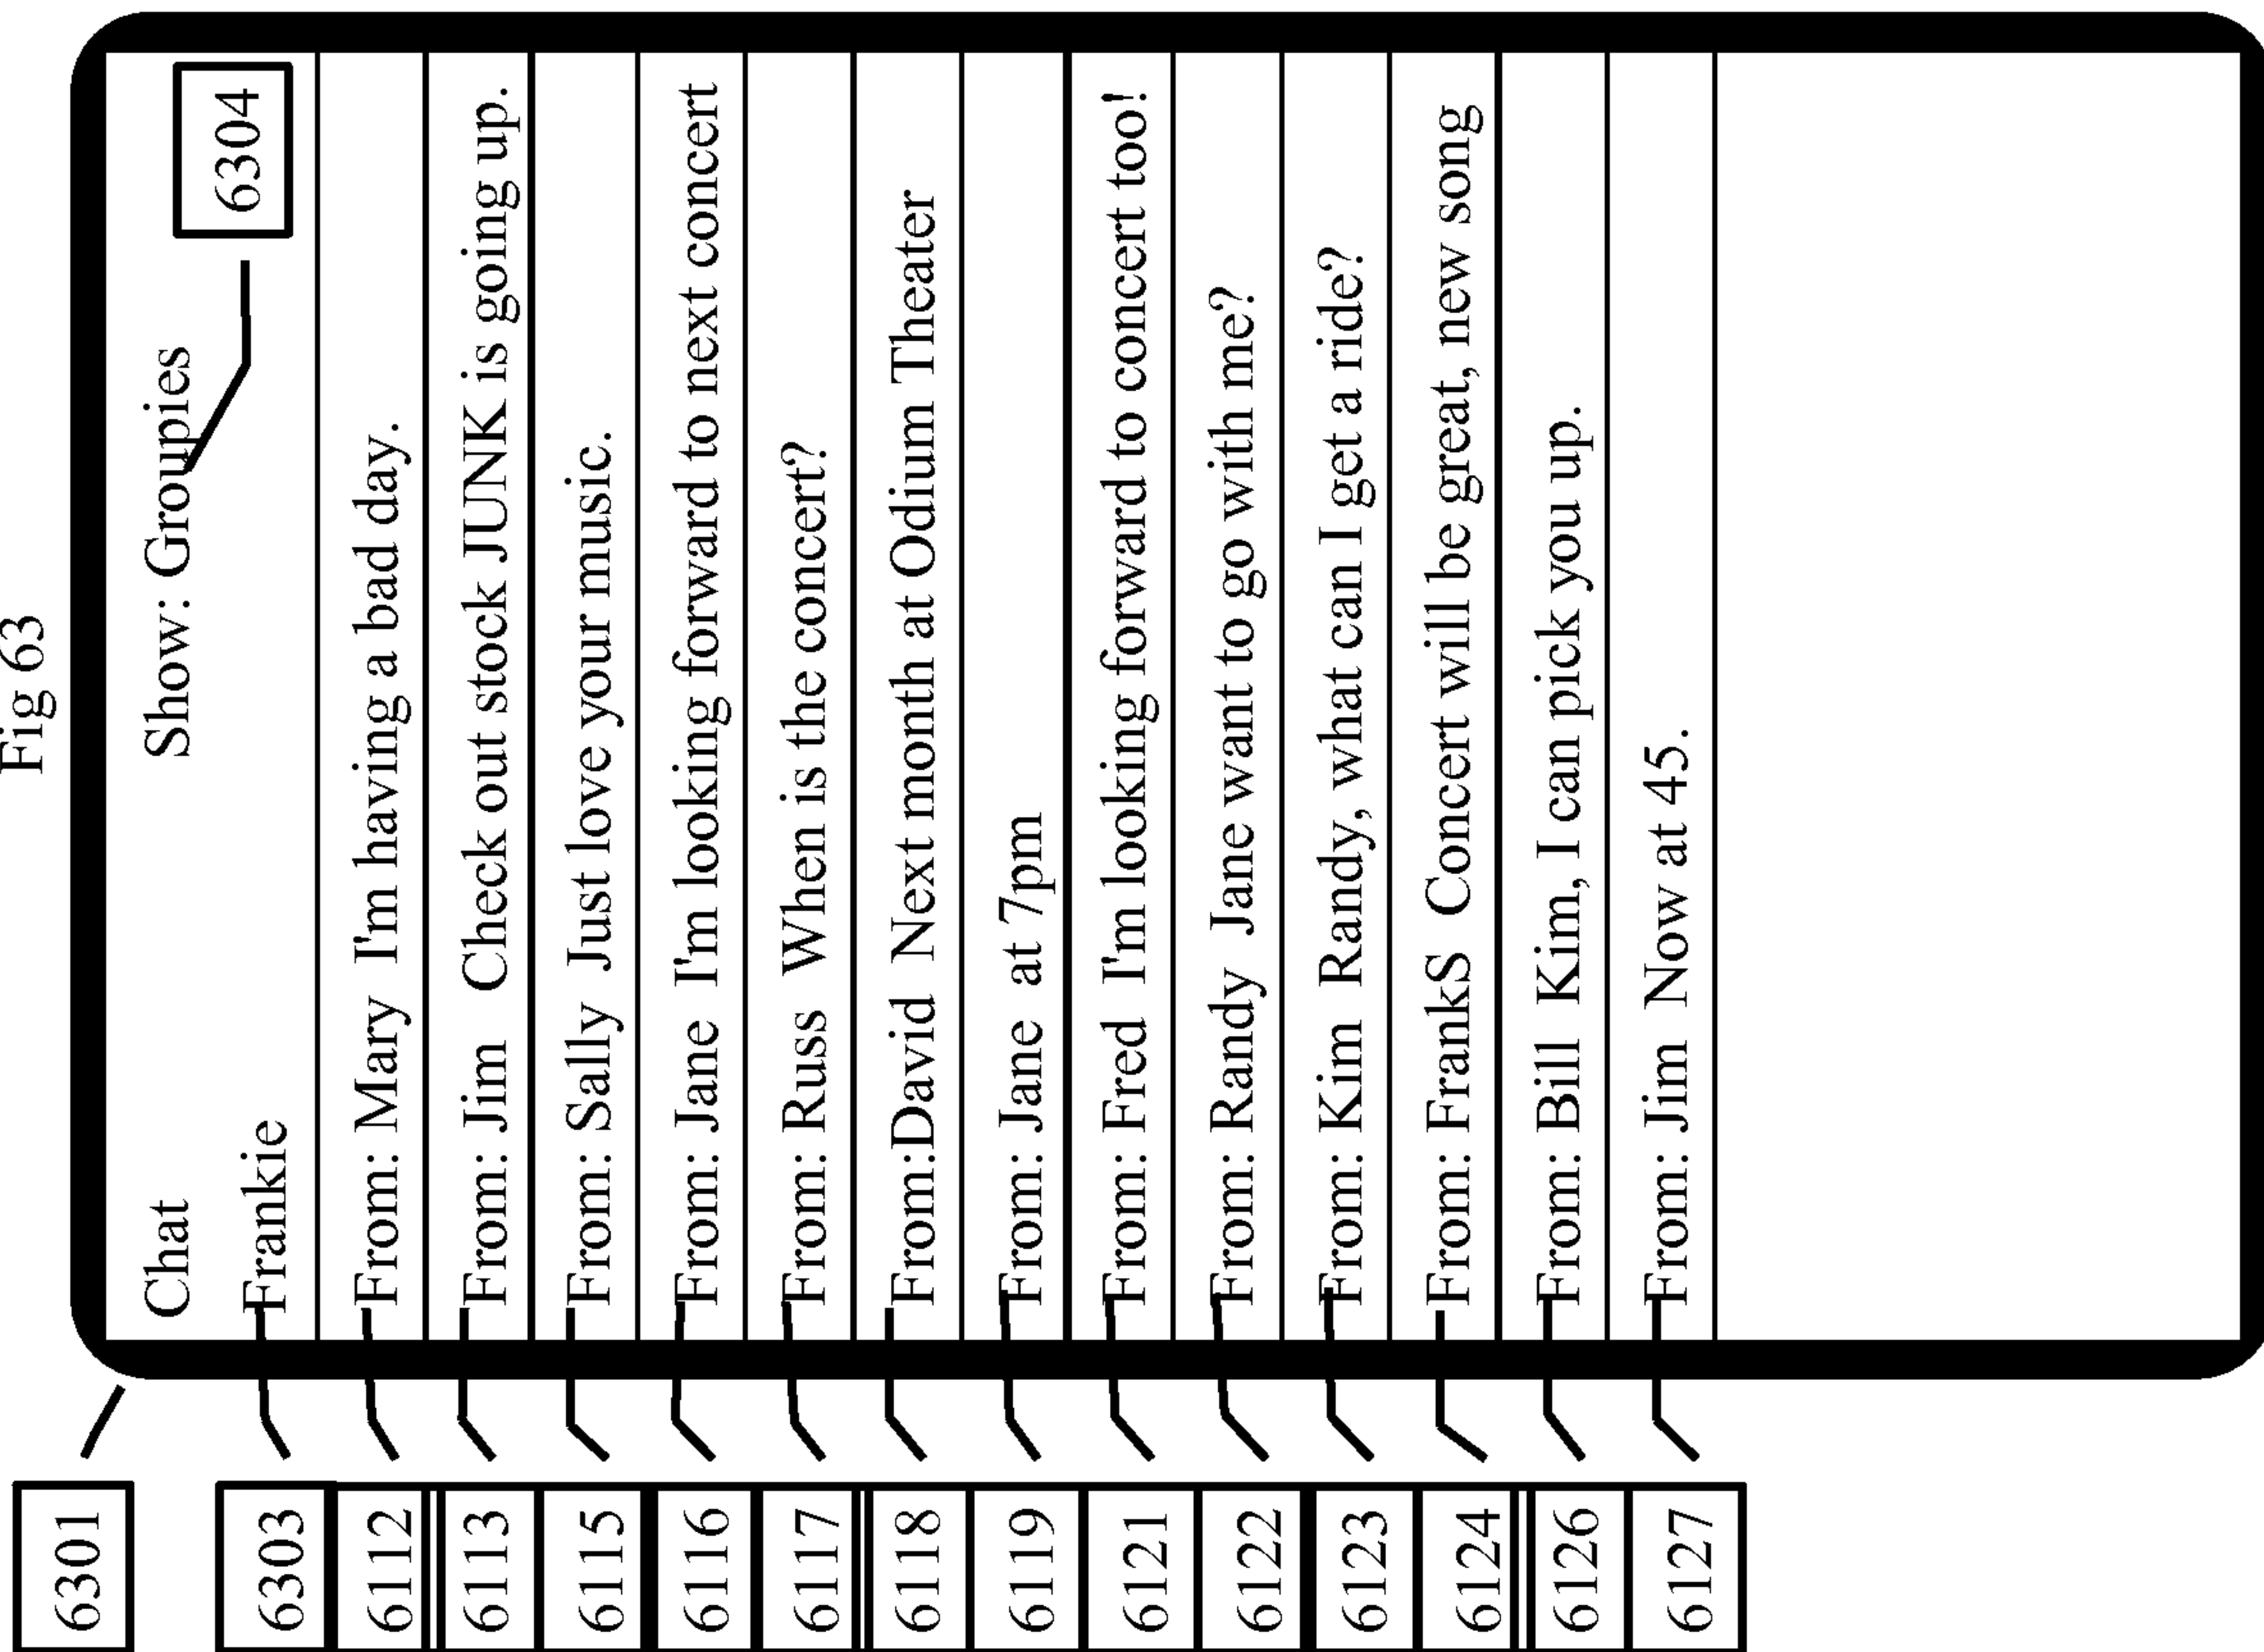 Fig 63
6301
Chat Show: Groupies
6304
6303 Frankie
6112 From: Mary I'm having a bad day.
6113 From: Jim Check out stock JUNK is going up.
6115 From: Sally Just love your music.
6116 From: Jane I'm looking forward to next concert
6117 From: Russ When is the concert?
6118 From:David Next month at Odium Theater
6119 From: Jane at 7pm
6121 From: Fred I'm looking forward to concert too!
6122 From: Randy Jane want to go with me?
6123 From: Kim Randy, what can I get a ride?
6124 From: FrankS Concert will be great, new song
6126 From: Bill Kim, I can pick you up.
6127 From: Jim Now at 45.